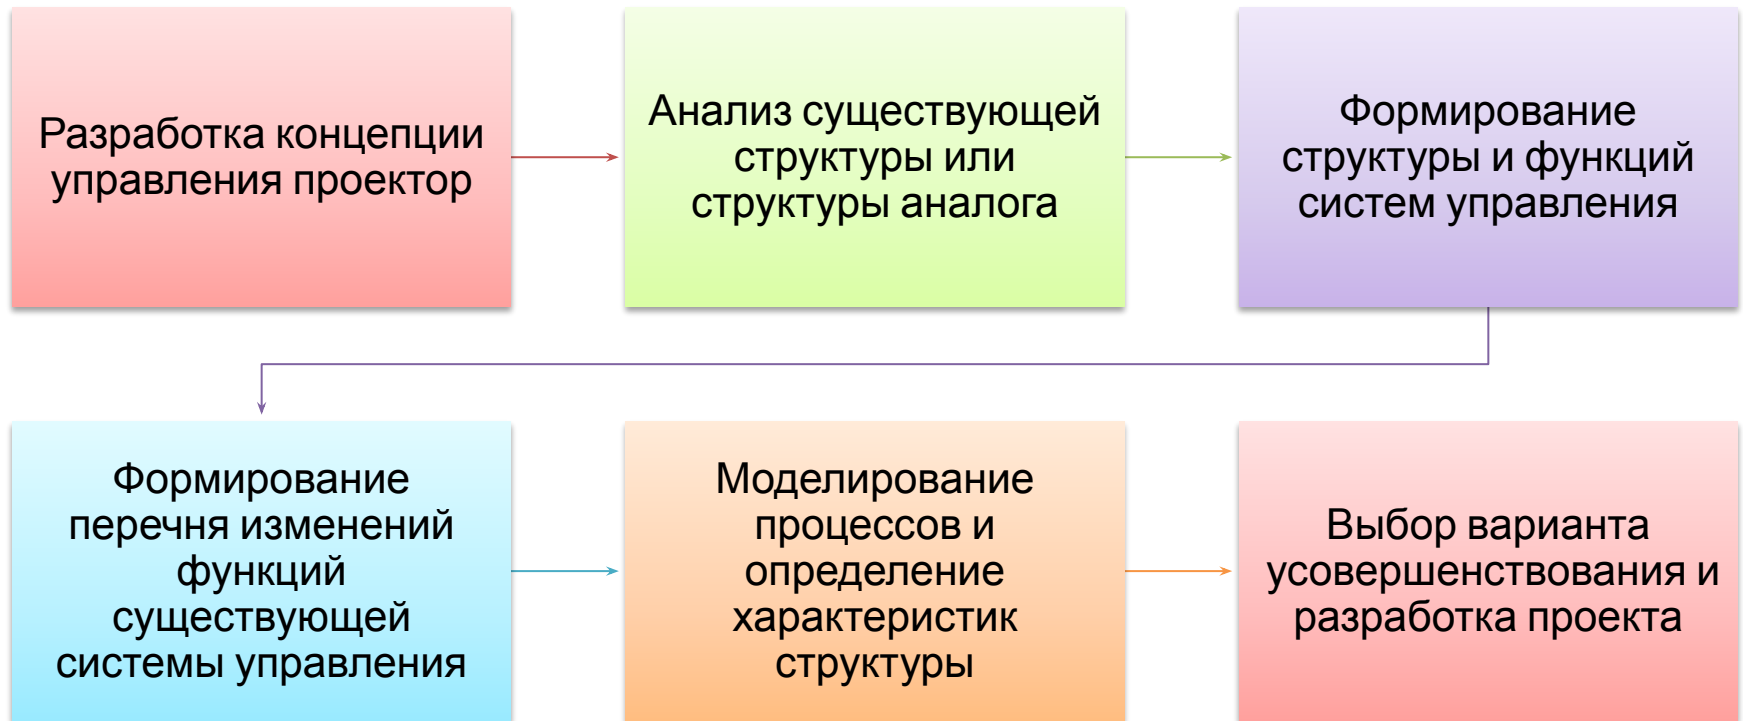 Разработка концепции
управления проектор
Анализ существующей
структуры или
структуры аналога
Формирование
структуры и функций
систем управления
Формирование
перечня изменений
функций
существующей
системы управления
Моделирование
процессов и
определение
характеристик
структуры
Выбор варианта
усовершенствования и
разработка проекта